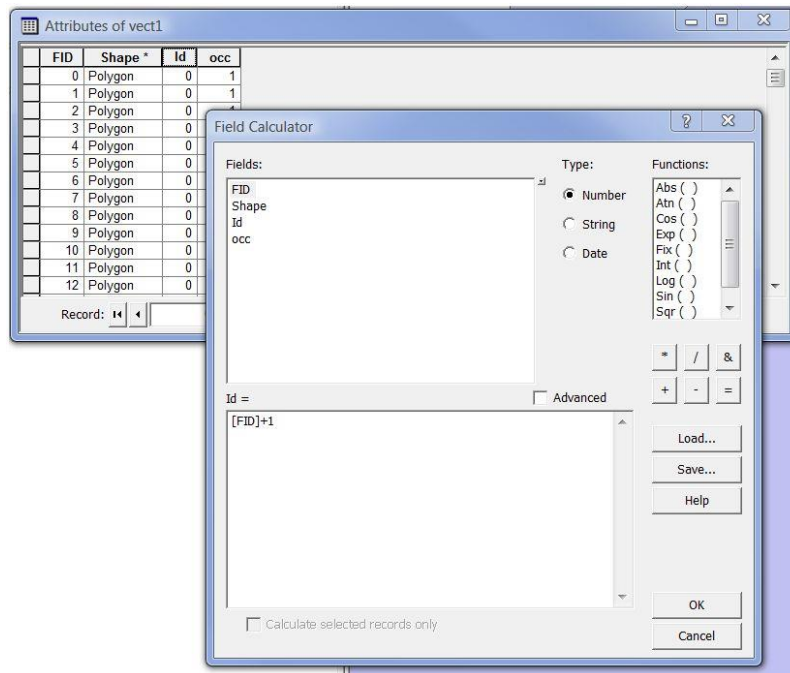 Attributes of vect1
FID Shape * Id occ
0 Polygon 0 1
1 Polygon 0 1
2 Polygon 0
3 Polygon 0
4 Polygon 0
5 Polygon 0
6 Polygon 0
7 Polygon 0
8 Polygon 0
9 Polygon 0
10 Polygon 0
11 Polygon 0
12 Polygon 0
Record:
Field Calculator
Fields:
FID
Shape
Id
occ
Type:
Number
String
Date
Functions:
Abs ( )
Atn ( )
Cos ( )
Exp ( )
Fix ( )
Int ( )
Log ( )
Sin ( )
Sqr ( )
* / &
+ - =
Id =
Advanced
[FID]+1
Load...
Save...
Help
Calculate selected records only
OK
Cancel